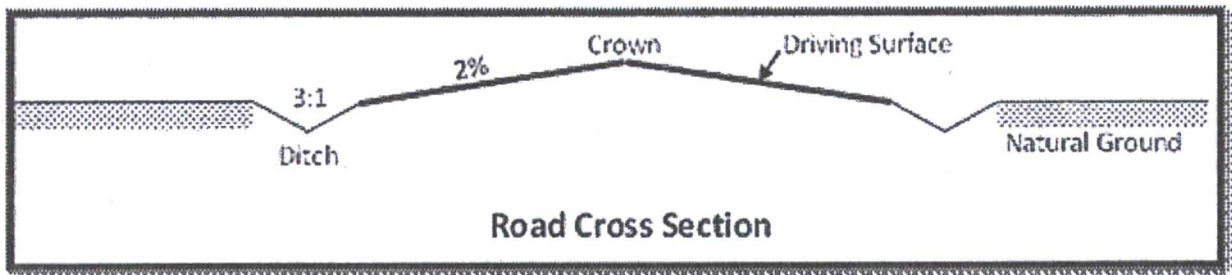 Crown
Driving Surface
2%
3:1
Ditch
Natural Ground
Road Cross Section